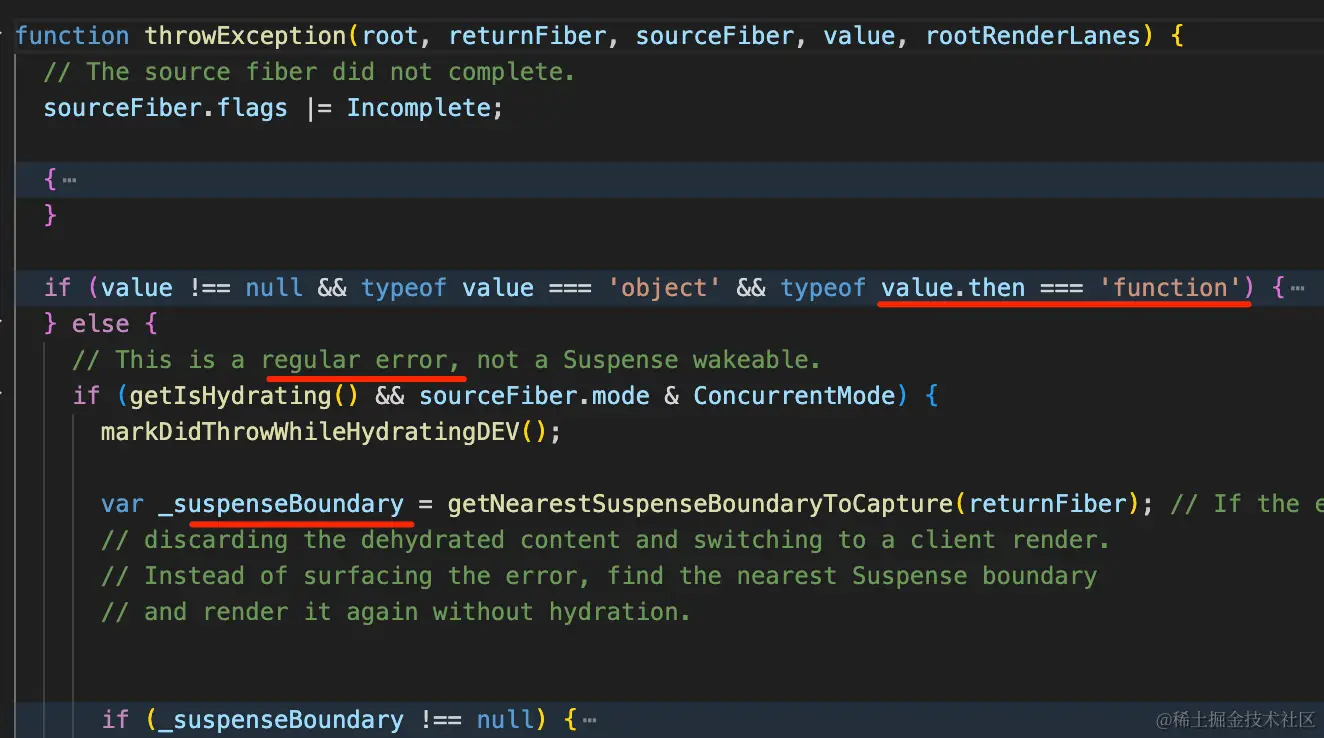 function throwException(root, returnFiber, sourceFiber, value, rootRenderLanes) {
// The source fiber did not complete.
sourceFiber.flags |= Incomplete;
{⋯
}
if (value !== null && typeof value === 'object' && typeof value.then === 'function') {⋯
} else {
// This is a regular error, not a Suspense wakeable.
if (getIsHydrating() && sourceFiber.mode & ConcurrentMode) {
markDidThrowWhileHydratingDEV();
var _suspenseBoundary = getNearestSuspenseBoundaryToCapture(returnFiber); // If the e
// discarding the dehydrated content and switching to a client render.
// Instead of surfacing the error, find the nearest Suspense boundary
// and render it again without hydration.
if (_suspenseBoundary !== null) {⋯
@稀土掘金技术社区